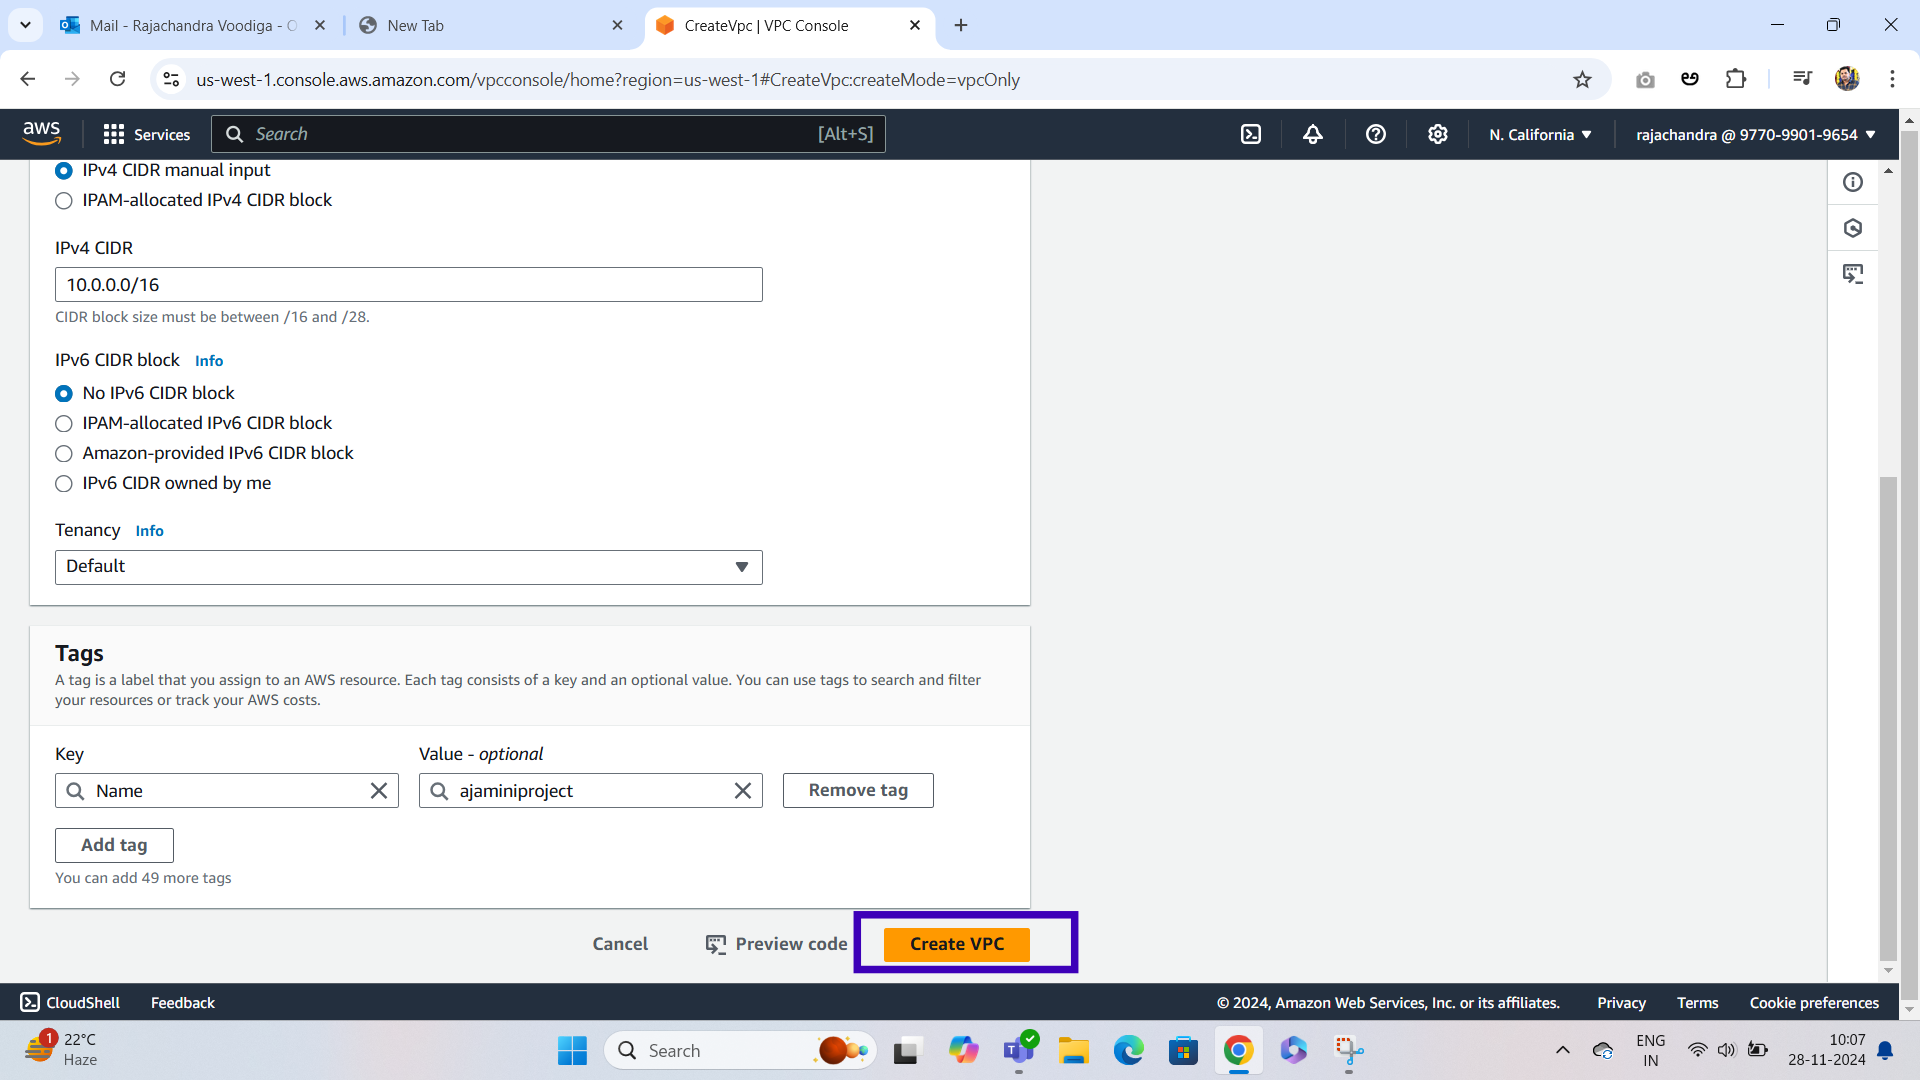 Mail - Rajachandra Voodiga - O
New Tab
CreateVpc | VPC Console
us-west-1.console.aws.amazon.com/vpcconsole/home?region=us-west-1#CreateVpc:createMode=vpcOnly
aws
Services
Search
[Alt+S]
N. California
rajachandra @ 9770-9901-9654
IPv4 CIDR manual input
IPAM-allocated IPv4 CIDR block
IPv4 CIDR
10.0.0.0/16
CIDR block size must be between /16 and /28.
IPv6 CIDR block Info
No IPv6 CIDR block
IPAM-allocated IPv6 CIDR block
Amazon-provided IPv6 CIDR block
IPv6 CIDR owned by me
Tenancy Info
Default
Tags
A tag is a label that you assign to an AWS resource. Each tag consists of a key and an optional value. You can use tags to search and filter
your resources or track your AWS costs.
Key
Value - optional
Name
ajaminiproject
Remove tag
Add tag
You can add 49 more tags
Cancel
Preview code
Create VPC
CloudShell
Feedback
© 2024, Amazon Web Services, Inc. or its affiliates.
Privacy
Terms
Cookie preferences
1
22°C
Haze
Search
ENG
IN
10:07
28-11-2024